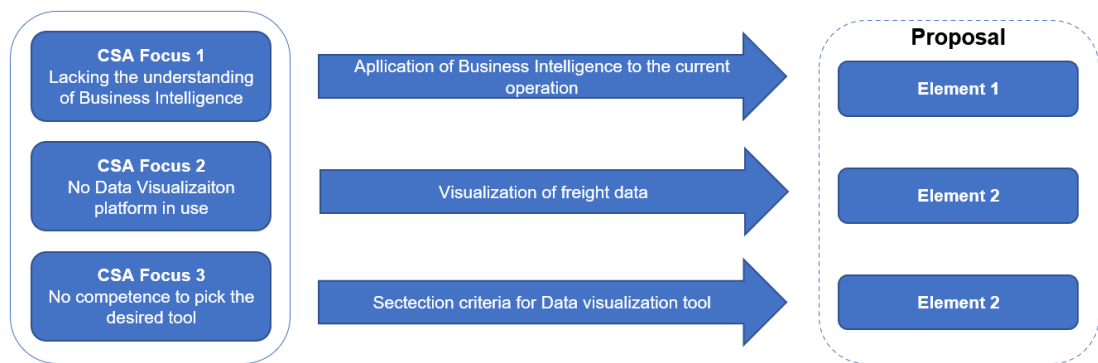 CSA Focus 1
Lacking the understanding
of Business Intelligence
Apllication of Business Intelligence to the current
operation
Proposal
Element 1
CSA Focus 2
No Data Visualizaiton
platform in use
Visualization of freight data
Element 2
CSA Focus 3
No competence to pick the
desired tool
Sectection criteria for Data visualization tool
Element 2